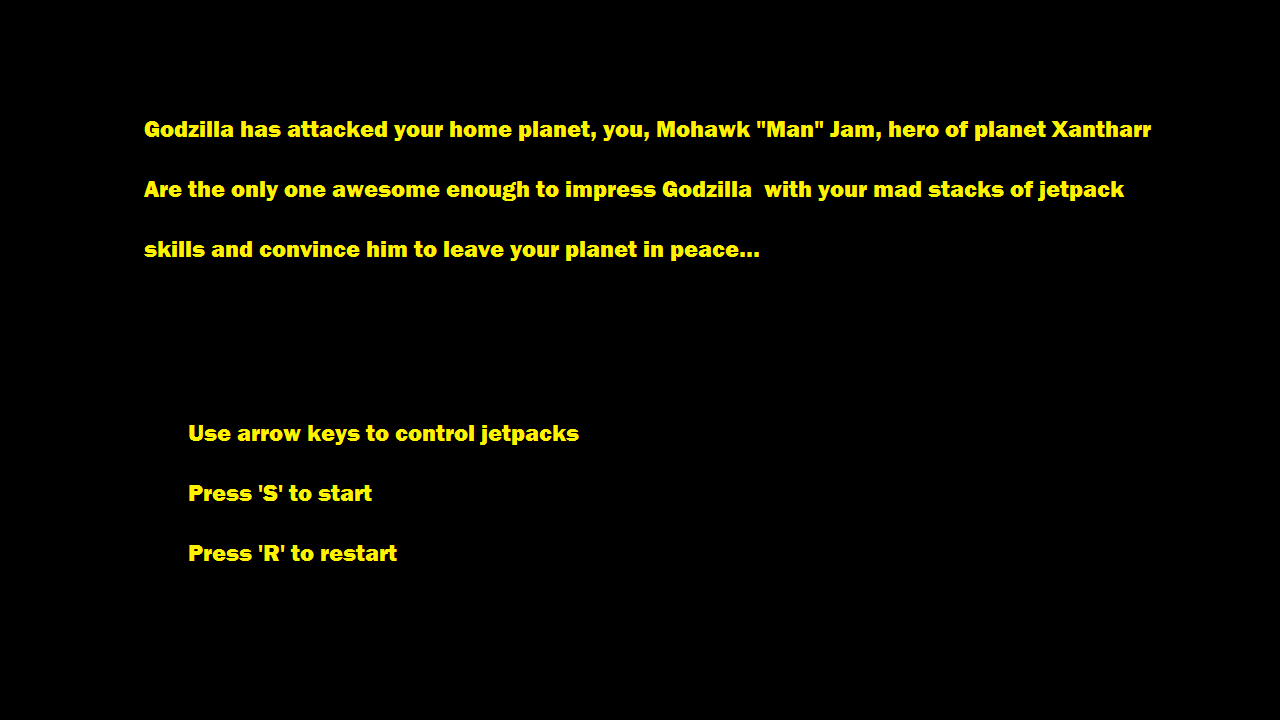 Godzilla has attacked your home planet, you, Mohawk "Man" Jam, hero of planet Xantharr
Are the only one awesome enough to impress Godzilla  with your mad stacks of jetpack
skills and convince him to leave your planet in peace...
Use arrow keys to control jetpacks
Press 'S' to start
Press 'R' to restart